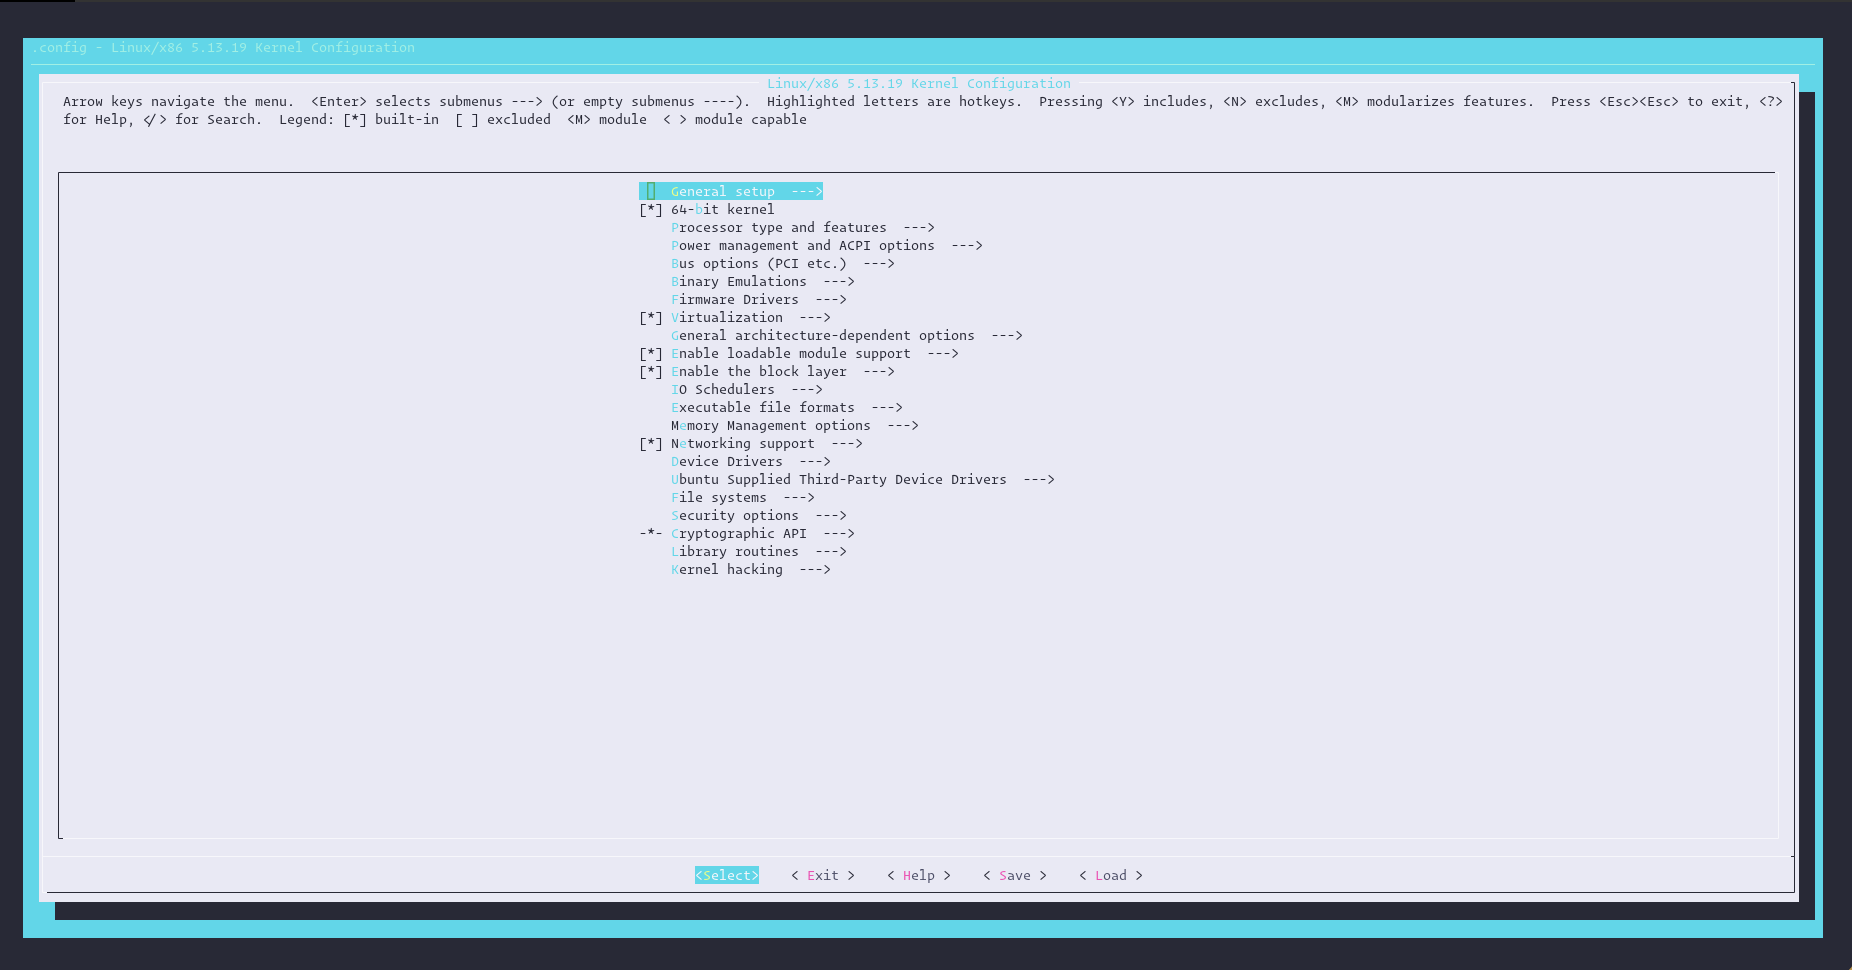 .config - Linux/x86 5.13.19 Kernel Configuration
Linux/x86 5.13.19 Kernel Configuration
Arrow keys navigate the menu.  <Enter> selects submenus ---> (or empty submenus ----).  Highlighted letters are hotkeys.  Pressing <Y> includes, <N> excludes, <M> modularizes features.  Press <Esc><Esc> to exit, <?>
for Help, </> for Search.  Legend: [*] built-in  [ ] excluded  <M> module  < > module capable
General setup  --->
[*] 64-bit kernel
Processor type and features  --->
Power management and ACPI options  --->
Bus options (PCI etc.)  --->
Binary Emulations  --->
Firmware Drivers  --->
[*] Virtualization  --->
General architecture-dependent options  --->
[*] Enable loadable module support  --->
[*] Enable the block layer  --->
IO Schedulers  --->
Executable file formats  --->
Memory Management options  --->
[*] Networking support  --->
Device Drivers  --->
Ubuntu Supplied Third-Party Device Drivers  --->
File systems  --->
Security options  --->
-*- Cryptographic API  --->
Library routines  --->
Kernel hacking  --->
<Select>    < Exit >    < Help >    < Save >    < Load >